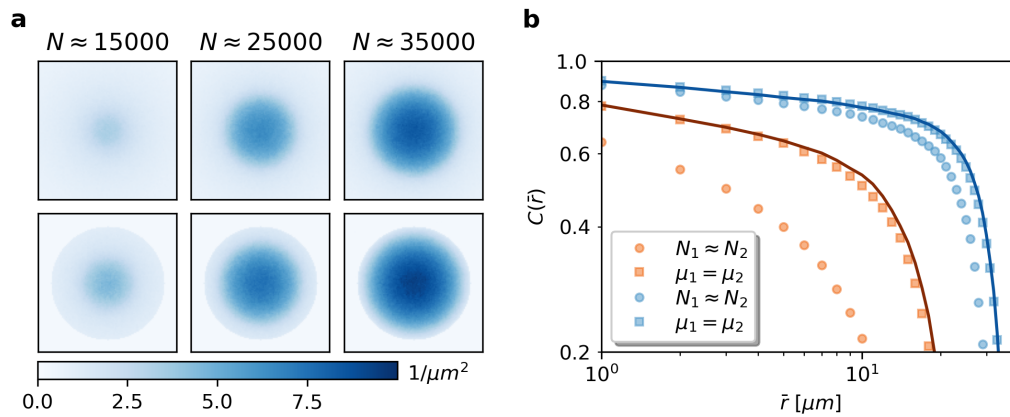 a
N ≈ 15000 N ≈ 25000 N ≈ 35000
1/μm²
0.0 2.5 5.0 7.5
b
1.0
0.8
0.6
0.4
0.2
C(r̄)
N₁ ≈ N₂
μ₁ = μ₂
N₁ ≈ N₂
μ₁ = μ₂
10⁰ 10¹
r̄ [μm]